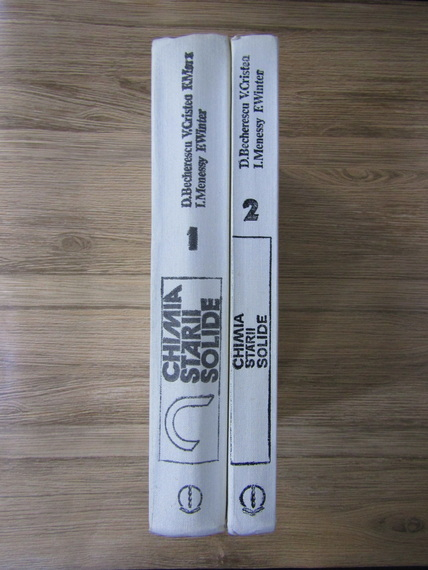 D.Becherescu V.Cristea F.Marx
I.Menessy F.Winter
1
CHIMIA
STĂRII
SOLIDE
D.Becherescu V.Cristea
I.Menessy F.Winter
2
CHIMIA
STĂRII
SOLIDE